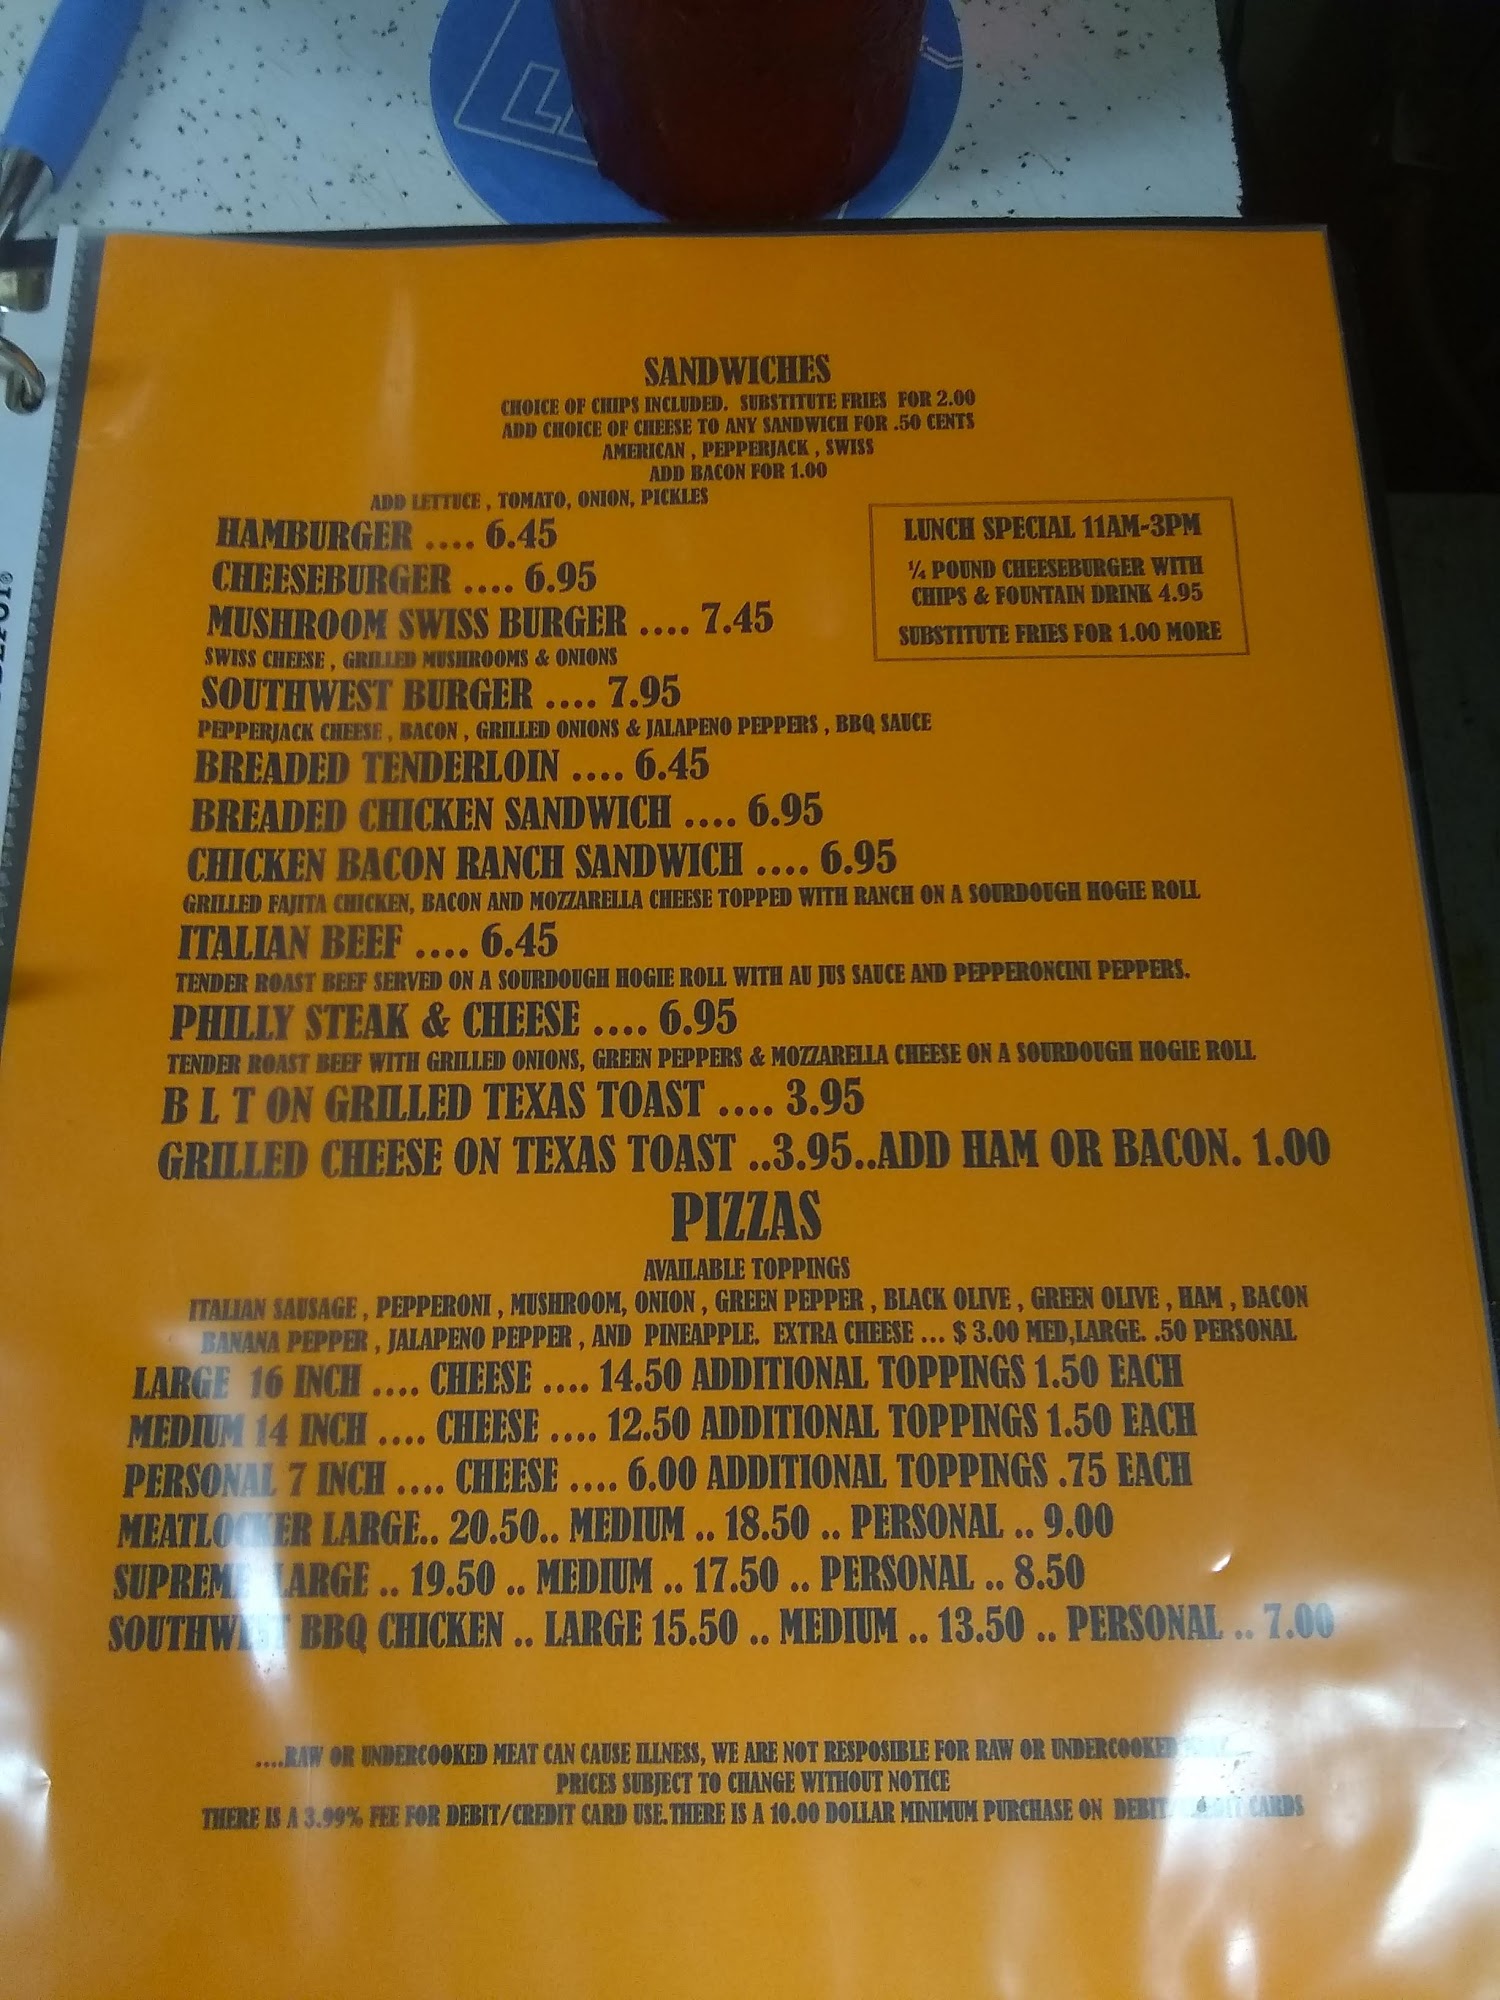 SANDWICHES
CHOICE OF CHIPS INCLUDED. SUBSTITUTE FRIES FOR 2.00
ADD CHOICE OF CHEESE TO ANY SANDWICH FOR .50 CENTS
AMERICAN , PEPPERJACK , SWISS
ADD BACON FOR 1.00
ADD LETTUCE , TOMATO, ONION, PICKLES
HAMBURGER .... 6.45
CHEESEBURGER .... 6.95
MUSHROOM SWISS BURGER .... 7.45
SWISS CHEESE , GRILLED MUSHROOMS & ONIONS
LUNCH SPECIAL 11AM-3PM
¼ POUND CHEESEBURGER WITH
CHIPS & FOUNTAIN DRINK 4.95
SUBSTITUTE FRIES FOR 1.00 MORE
SOUTHWEST BURGER .... 7.95
PEPPERJACK CHEESE , BACON , GRILLED ONIONS & JALAPENO PEPPERS , BBQ SAUCE
BREADED TENDERLOIN .... 6.45
BREADED CHICKEN SANDWICH .... 6.95
CHICKEN BACON RANCH SANDWICH .... 6.95
GRILLED FAJITA CHICKEN, BACON AND MOZZARELLA CHEESE TOPPED WITH RANCH ON A SOURDOUGH HOGIE ROLL
ITALIAN BEEF .... 6.45
TENDER ROAST BEEF SERVED ON A SOURDOUGH HOGIE ROLL WITH AU JUS SAUCE AND PEPPERONCINI PEPPERS.
PHILLY STEAK & CHEESE .... 6.95
TENDER ROAST BEEF WITH GRILLED ONIONS, GREEN PEPPERS & MOZZARELLA CHEESE ON A SOURDOUGH HOGIE ROLL
B L T ON GRILLED TEXAS TOAST .... 3.95
GRILLED CHEESE ON TEXAS TOAST ..3.95..ADD HAM OR BACON. 1.00
PIZZAS
AVAILABLE TOPPINGS
ITALIAN SAUSAGE , PEPPERONI , MUSHROOM, ONION , GREEN PEPPER , BLACK OLIVE , GREEN OLIVE , HAM , BACON
BANANA PEPPER , JALAPENO PEPPER , AND PINEAPPLE. EXTRA CHEESE ... $ 3.00 MED,LARGE. .50 PERSONAL
LARGE 16 INCH .... CHEESE .... 14.50 ADDITIONAL TOPPINGS 1.50 EACH
MEDIUM 14 INCH .... CHEESE .... 12.50 ADDITIONAL TOPPINGS 1.50 EACH
PERSONAL 7 INCH .... CHEESE .... 6.00 ADDITIONAL TOPPINGS .75 EACH
MEATLOCKER LARGE.. 20.50.. MEDIUM .. 18.50 .. PERSONAL .. 9.00
SUPREME LARGE .. 19.50 .. MEDIUM .. 17.50 .. PERSONAL .. 8.50
SOUTHWEST BBQ CHICKEN .. LARGE 15.50 .. MEDIUM .. 13.50 .. PERSONAL .. 7.00
....RAW OR UNDERCOOKED MEAT CAN CAUSE ILLNESS, WE ARE NOT RESPOSIBLE FOR RAW OR UNDERCOOKED
PRICES SUBJECT TO CHANGE WITHOUT NOTICE
THERE IS A 3.99% FEE FOR DEBIT/CREDIT CARD USE.THERE IS A 10.00 DOLLAR MINIMUM PURCHASE ON DEBIT/CREDIT CARDS